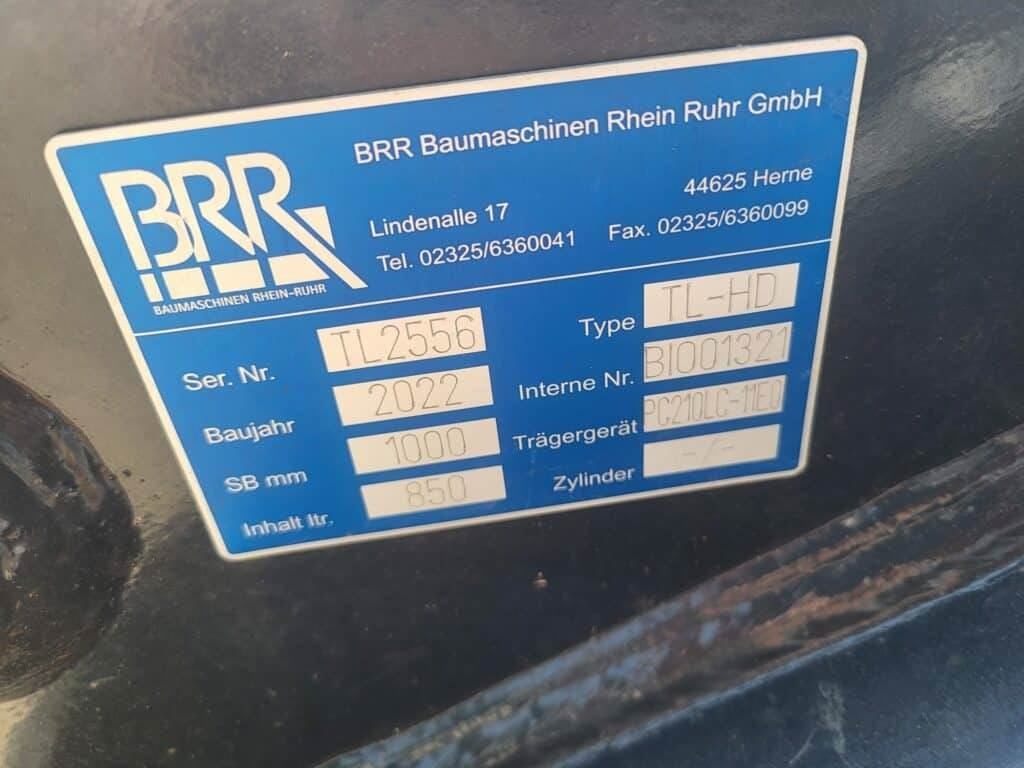 BRR
BAUMASCHINEN RHEIN-RUHR
BRR Baumaschinen Rhein Ruhr GmbH
Lindenalle 17 44625 Herne
Tel. 02325/6360041 Fax. 02325/6360099
Ser. Nr. TL2556 Type TL-HD
Baujahr 2022 Interne Nr. BI001321
SB mm 1000 Trägergerät PC210LC-11E0
Inhalt ltr. 850 Zylinder -/-